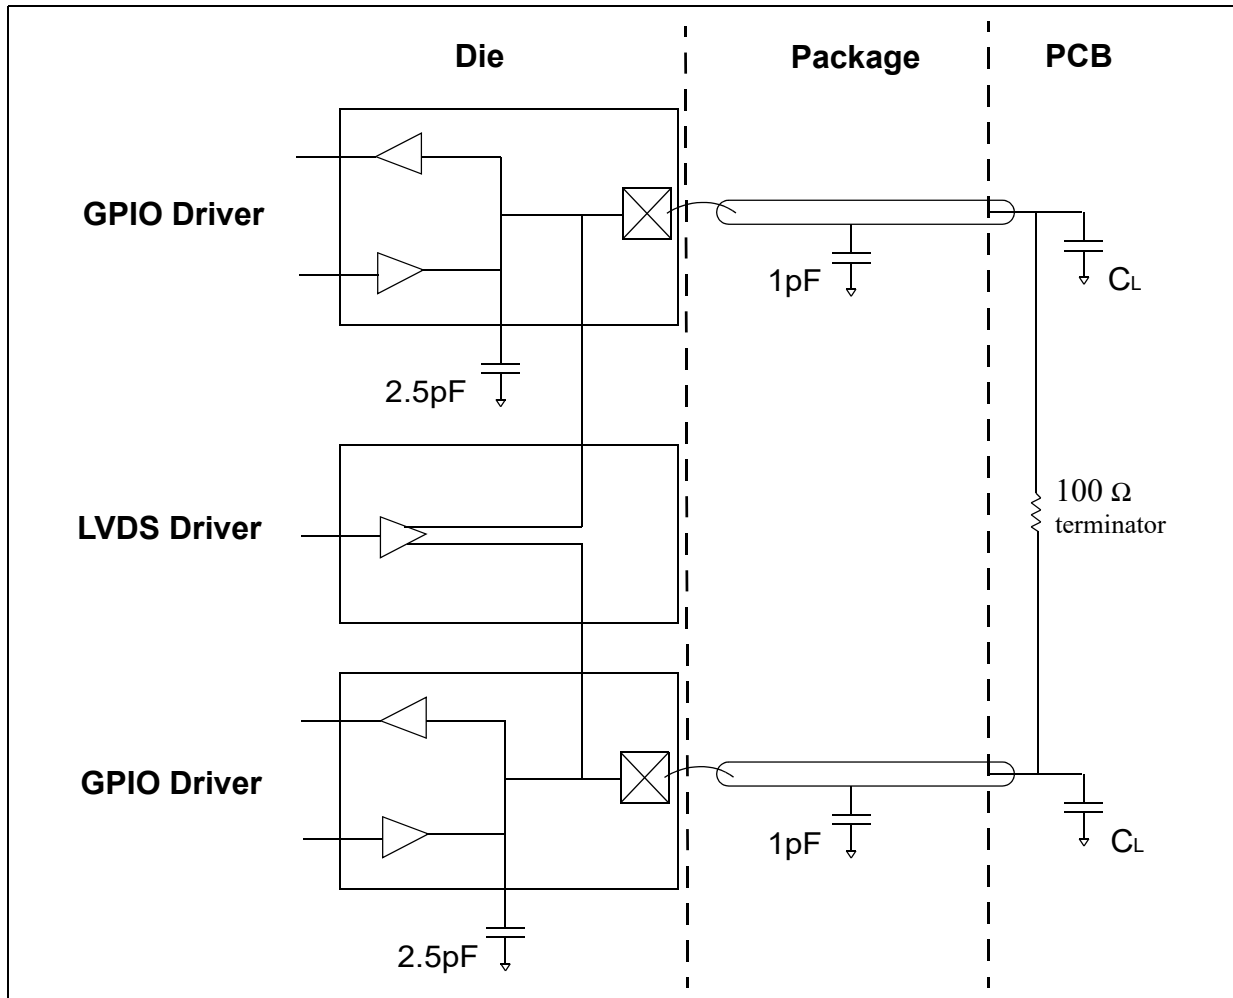 Die
Package
PCB
GPIO Driver
1pF
CL
2.5pF
LVDS Driver
100 Ω
terminator
GPIO Driver
1pF
CL
2.5pF